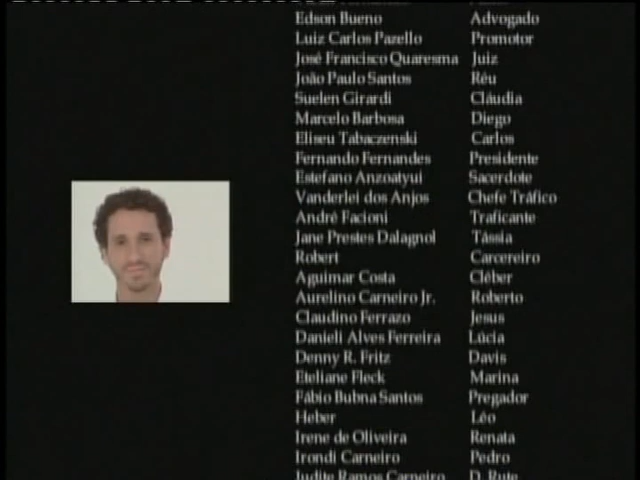 Edson Bueno Advogado
Luiz Carlos Pazello Promotor
José Francisco Quaresma Juiz
João Paulo Santos Réu
Suelen Girardi Cláudia
Marcelo Barbosa Diego
Eliseu Tabaczenski Carlos
Fernando Fernandes Presidente
Estefano Anzoatyui Sacerdote
Vanderlei dos Anjos Chefe Tráfico
André Facioni Traficante
Jane Prestes Dalagnol Tássia
Robert Carcereiro
Aguimar Costa Cléber
Aurelino Carneiro Jr. Roberto
Claudino Ferrazo Jesus
Danieli Alves Ferreira Lúcia
Denny R. Fritz Davis
Eteliane Fleck Marina
Fábio Bubna Santos Pregador
Heber Léo
Irene de Oliveira Renata
Irondi Carneiro Pedro
Judite Ramos Carneiro D. Rute